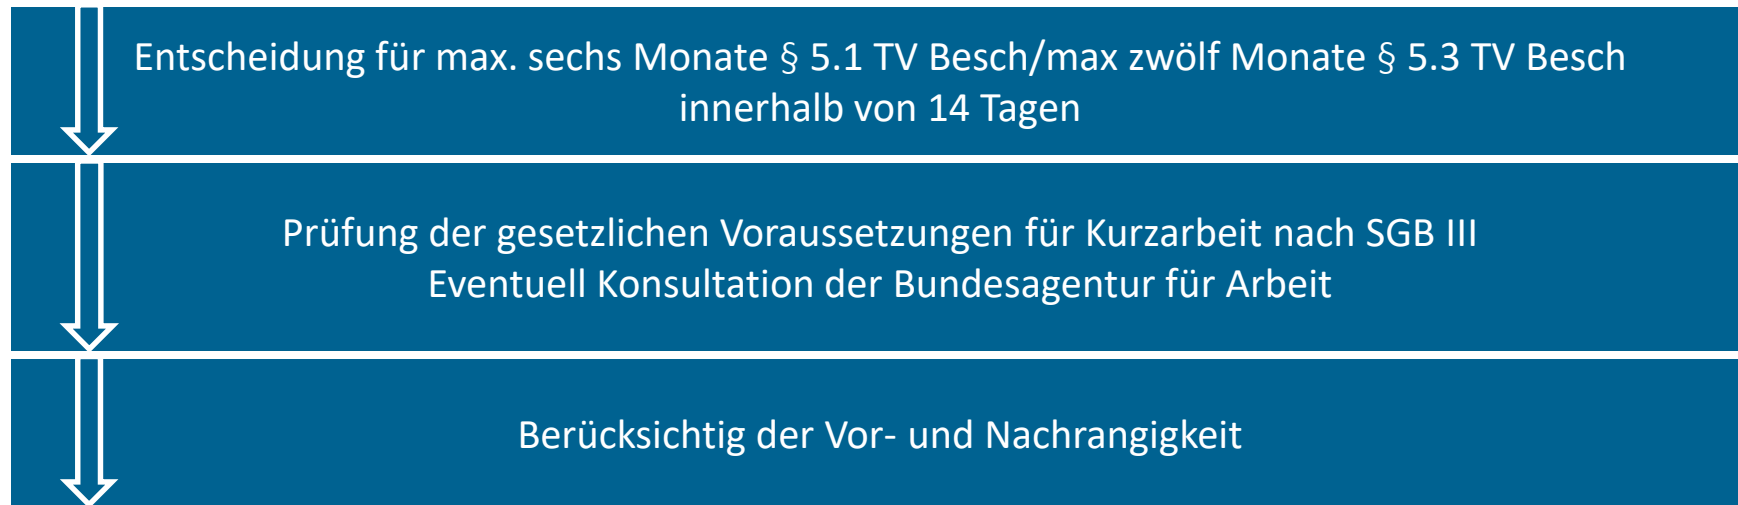 Entscheidung für max. sechs Monate § 5.1 TV Besch/max zwölf Monate § 5.3 TV Besch
innerhalb von 14 Tagen
Prüfung der gesetzlichen Voraussetzungen für Kurzarbeit nach SGB III
Eventuell Konsultation der Bundesagentur für Arbeit
Berücksichtig der Vor- und Nachrangigkeit